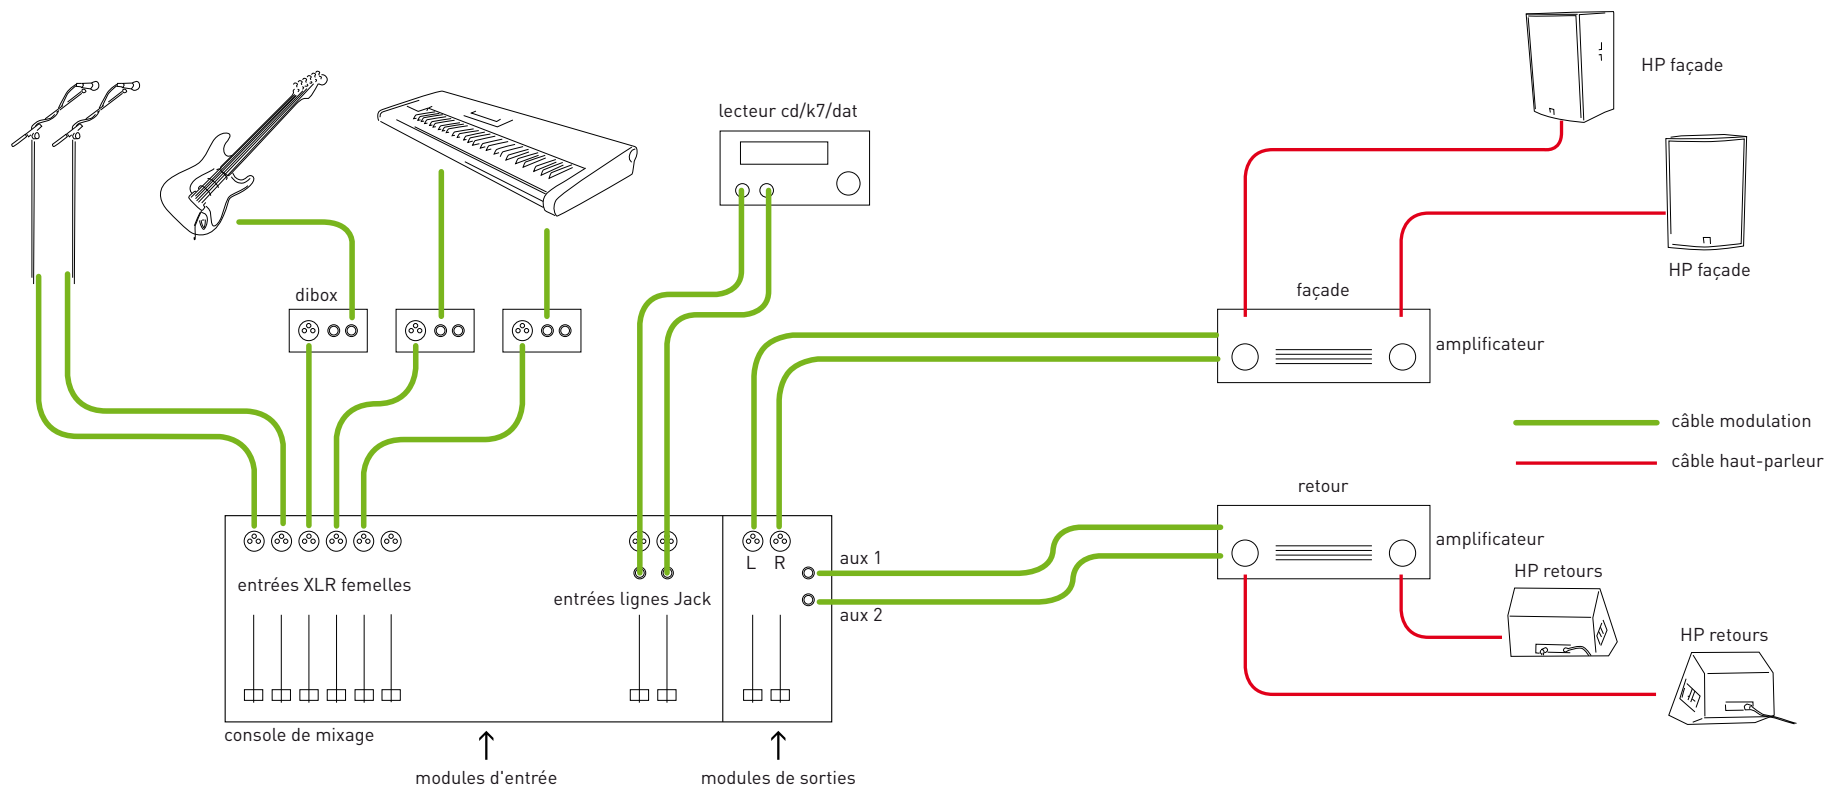 HP façade
lecteur cd/k7/dat
HP façade
dibox
façade
amplificateur
câble modulation
câble haut-parleur
retour
amplificateur
L R
aux 1
HP retours
entrées XLR femelles
entrées lignes Jack
aux 2
HP retours
console de mixage
modules d'entrée
modules de sorties